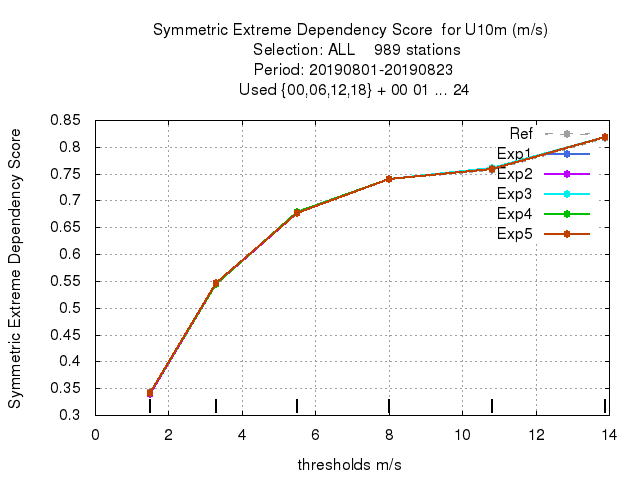 Symmetric Extreme Dependency Score  for U10m (m/s)
Selection: ALL    989 stations
Period: 20190801-20190823
Used {00,06,12,18} + 00 01 ... 24
Symmetric Extreme Dependency Score
0.85
0.8
0.75
0.7
0.65
0.6
0.55
0.5
0.45
0.4
0.35
0.3
Ref
Exp1
Exp2
Exp3
Exp4
Exp5
0 2 4 6 8 10 12 14
thresholds m/s